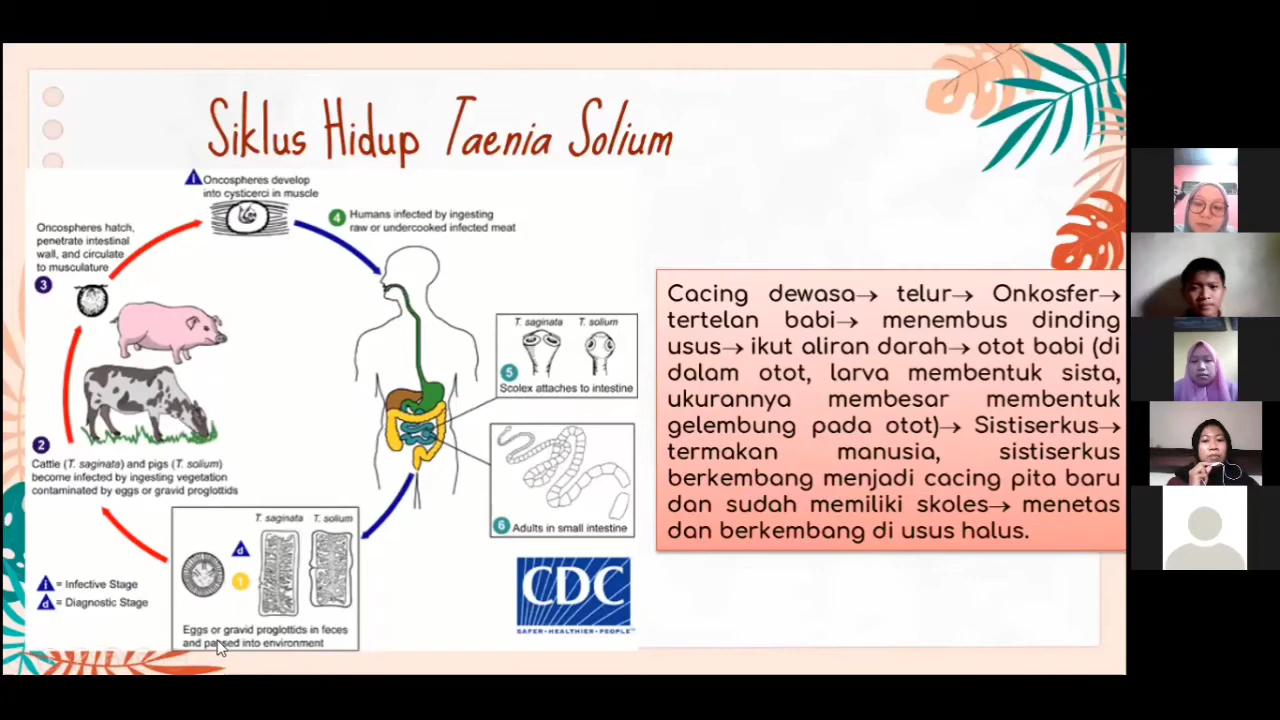 Siklus Hidup Taenia Solium
i Oncospheres develop
into cysticerci in muscle
4 Humans infected by ingesting
raw or undercooked infected meat
Oncospheres hatch,
penetrate intestinal
wall, and circulate
to musculature
3
T. saginata T. solium
5
Scolex attaches to intestine
2
Cattle (T. saginata) and pigs (T. solium)
become infected by ingesting vegetation
contaminated by eggs or gravid proglottids
6 Adults in small intestine
T. saginata T. solium
d
1
Eggs or gravid proglottids in feces
and passed into environment
i = Infective Stage
d = Diagnostic Stage
CDC
SAFER•HEALTHIER•PEOPLE™
Cacing dewasa→ telur→ Onkosfer→
tertelan babi→ menembus dinding
usus→ ikut aliran darah→ otot babi (di
dalam otot, larva membentuk sista,
ukurannya membesar membentuk
gelembung pada otot)→ Sistiserkus→
termakan manusia, sistiserkus
berkembang menjadi cacing pita baru
dan sudah memiliki skoles→ menetas
dan berkembang di usus halus.